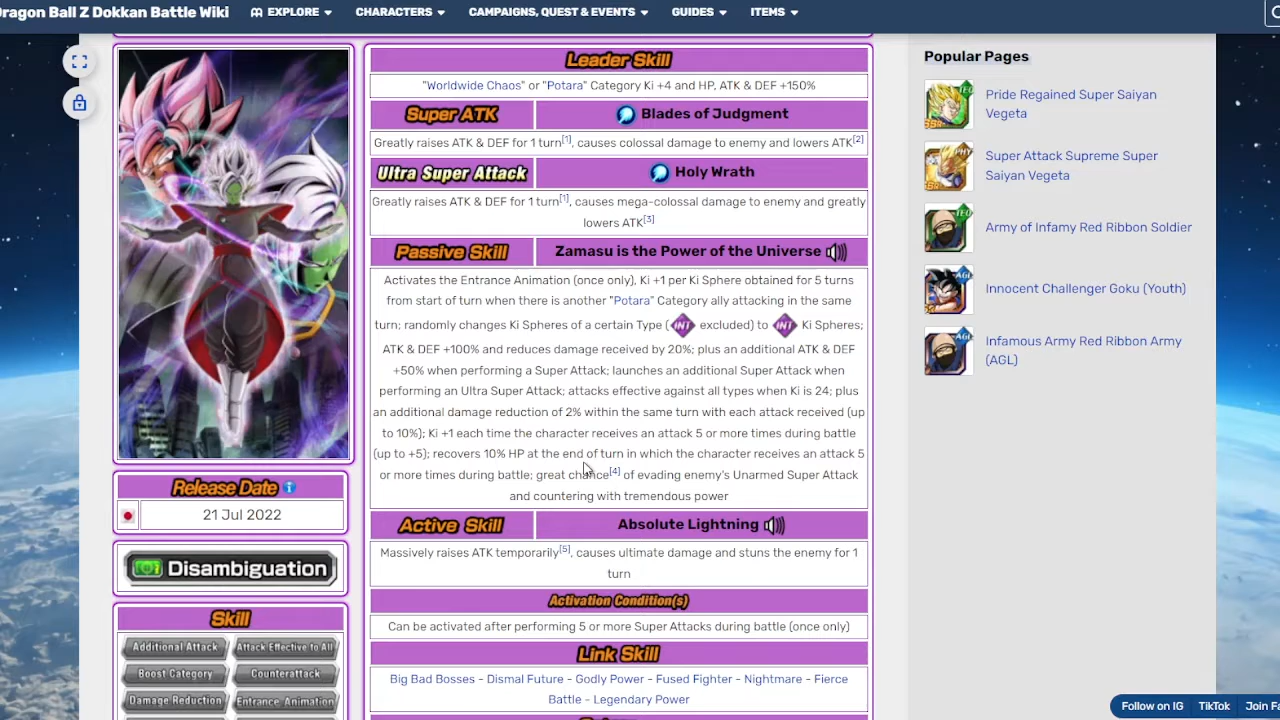 Dragon Ball Z Dokkan Battle Wiki
EXPLORE
CHARACTERS
CAMPAIGNS, QUEST & EVENTS
GUIDES
ITEMS
Leader Skill
"Worldwide Chaos" or "Potara" Category Ki +4 and HP, ATK & DEF +150%
Super ATK
Blades of Judgment
Greatly raises ATK & DEF for 1 turn[1], causes colossal damage to enemy and lowers ATK[2]
Ultra Super Attack
Holy Wrath
Greatly raises ATK & DEF for 1 turn[1], causes mega-colossal damage to enemy and greatly
lowers ATK[3]
Passive Skill
Zamasu is the Power of the Universe
Activates the Entrance Animation (once only), Ki +1 per Ki Sphere obtained for 5 turns
from start of turn when there is another "Potara" Category ally attacking in the same
turn; randomly changes Ki Spheres of a certain Type (INT excluded) to INT Ki Spheres;
ATK & DEF +100% and reduces damage received by 20%; plus an additional ATK & DEF
+50% when performing a Super Attack; launches an additional Super Attack when
performing an Ultra Super Attack; attacks effective against all types when Ki is 24; plus
an additional damage reduction of 2% within the same turn with each attack received (up
to 10%); Ki +1 each time the character receives an attack 5 or more times during battle
(up to +5); recovers 10% HP at the end of turn in which the character receives an attack 5
or more times during battle; great chance[4] of evading enemy's Unarmed Super Attack
and countering with tremendous power
Active Skill
Absolute Lightning
Massively raises ATK temporarily[5], causes ultimate damage and stuns the enemy for 1
turn
Activation Condition(s)
Can be activated after performing 5 or more Super Attacks during battle (once only)
Link Skill
Big Bad Bosses - Dismal Future - Godly Power - Fused Fighter - Nightmare - Fierce
Battle - Legendary Power
Release Date
21 Jul 2022
Disambiguation
Skill
Additional Attack
Attack Effective to All
Boost Category
Counterattack
Damage Reduction
Entrance Animation
Popular Pages
TEQ
SSR
Pride Regained Super Saiyan
Vegeta
PHY
SSR
Super Attack Supreme Super
Saiyan Vegeta
TEQ
Army of Infamy Red Ribbon Soldier
AGL
Innocent Challenger Goku (Youth)
AGL
Infamous Army Red Ribbon Army
(AGL)
Follow on IG
TikTok
Join Fa